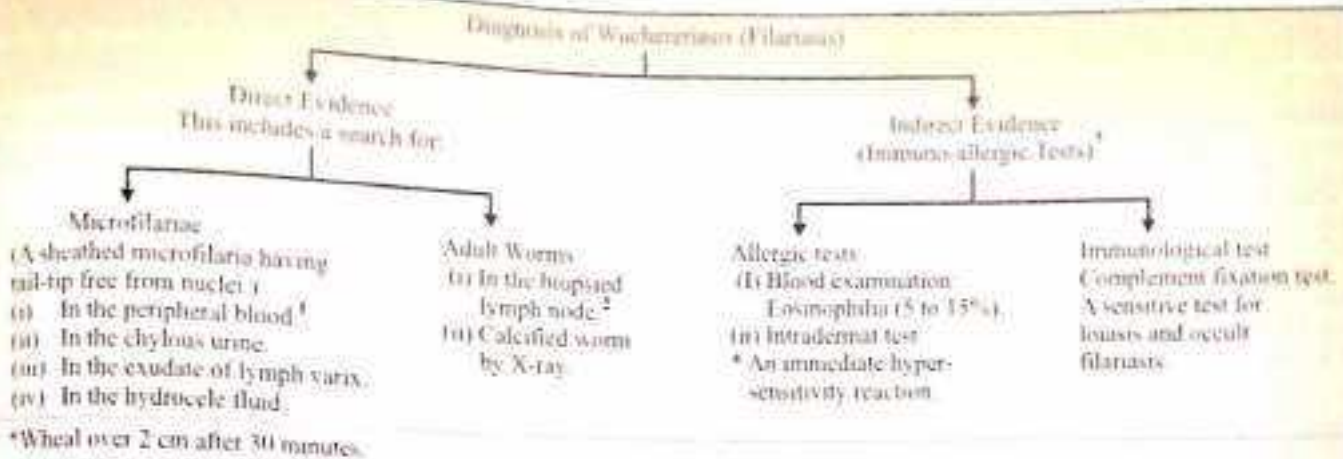 Diagnosis of Wuchereriasis (Filariasis)
Direct Evidence
This includes a search for:
Indirect Evidence
(Immuno-allergic Tests)
Microfilariae
(A sheathed microfilaria having
tail-tip free from nuclei.)
(i) In the peripheral blood.
(ii) In the chylous urine.
(iii) In the exudate of lymph varix.
(iv) In the hydrocele fluid.
Adult Worms
(i) In the biopsied
lymph node.
(ii) Calcified worm
by X-ray.
Allergic tests
(I) Blood examination
Eosinophilia (5 to 15%).
(ii) Intradermal test
* An immediate hyper-
sensitivity reaction.
Immunological test
Complement fixation test.
A sensitive test for
loiasis and occult
filariasis
*Wheal over 2 cm after 30 minutes.